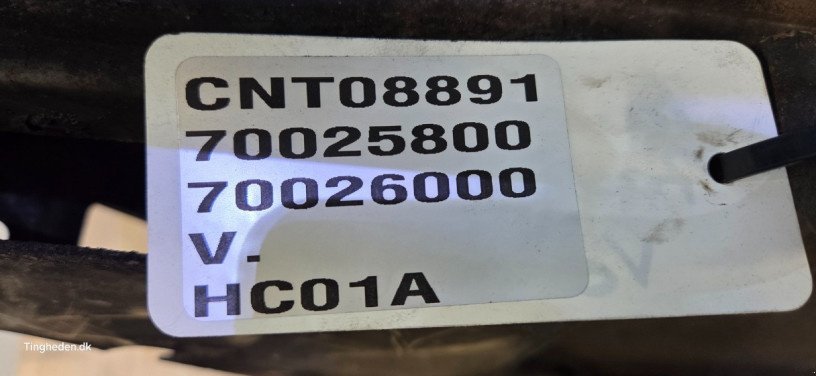 CNT08891
70025800
70026000
V-
HC01A
Tingheden.dk